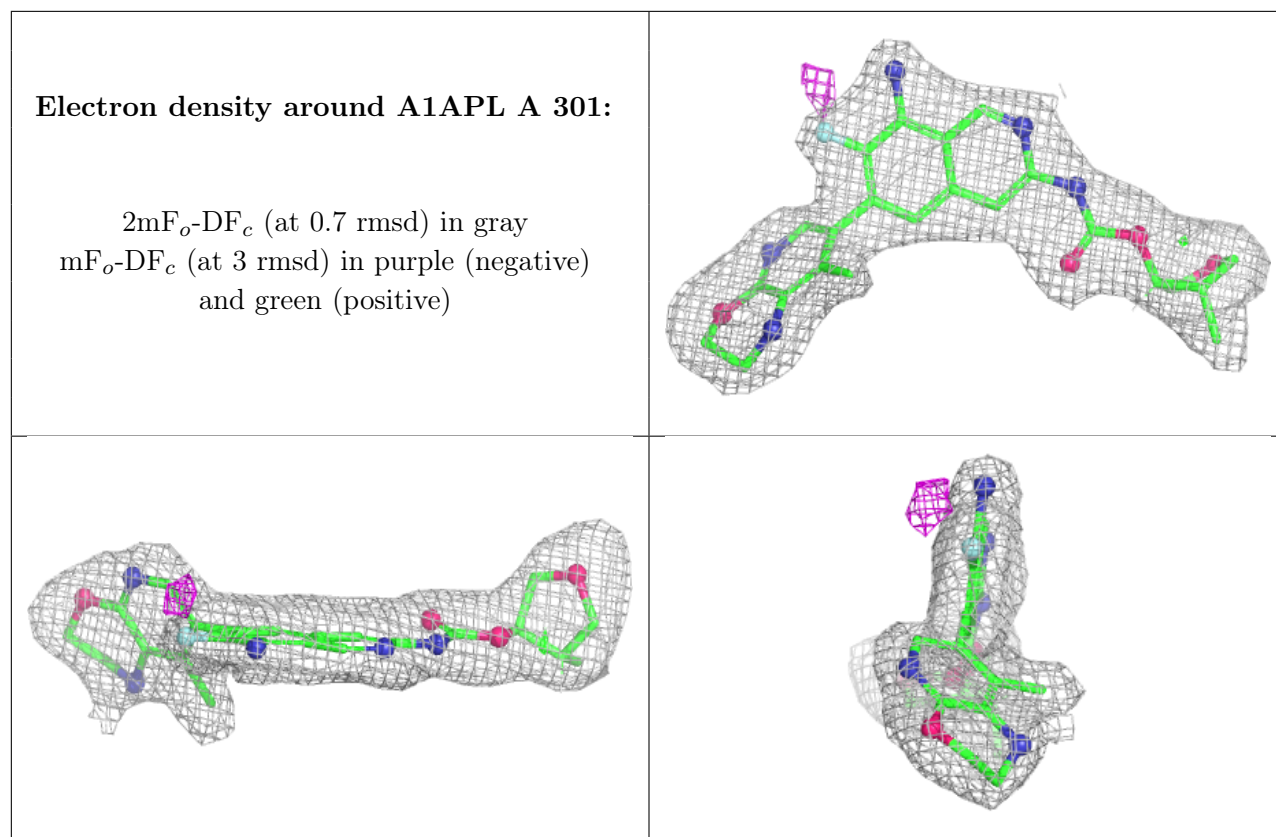 Electron density around A1APL A 301:
2mFo-DFc (at 0.7 rmsd) in gray
mFo-DFc (at 3 rmsd) in purple (negative)
and green (positive)